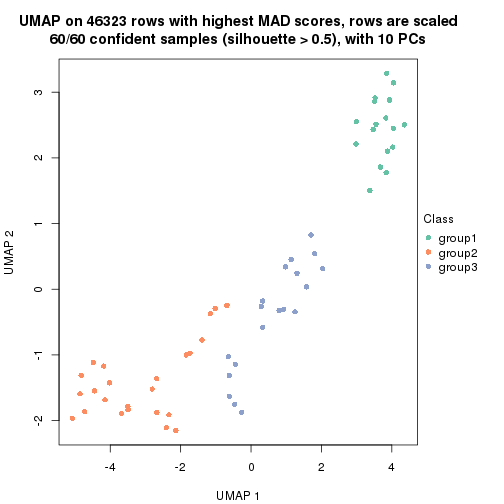 UMAP on 46323 rows with highest MAD scores, rows are scaled
60/60 confident samples (silhouette > 0.5), with 10 PCs
3
2
1
0
-1
-2
UMAP 2
-4
-2
0
2
4
UMAP 1
Class
group1
group2
group3